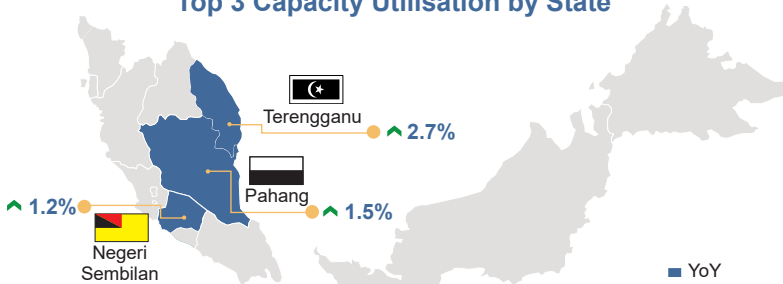 Top 3 Capacity Utilisation by State
Terengganu
2.7%
Pahang
1.5%
1.2%
Negeri
Sembilan
YoY